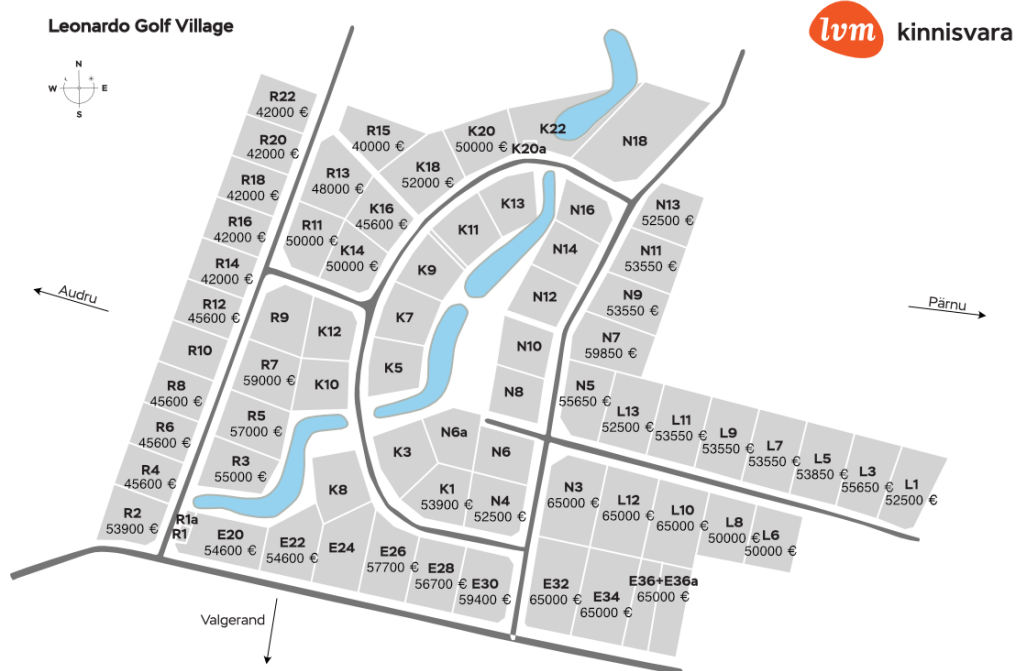 Leonardo Golf Village
lvm kinnisvara
N
W E
S
Audru
Pärnu
Valgerand
R22
42000 €
R20
42000 €
R18
42000 €
R16
42000 €
R14
42000 €
R12
45600 €
R10
R8
45600 €
R6
45600 €
R4
45600 €
R2
53900 €
R15
40000 €
R13
48000 €
R11
50000 €
K20
50000 €
K20a
K22
N18
K18
52000 €
K16
45600 €
K14
50000 €
K13
K11
K9
K7
K5
N16
N14
N12
N10
N8
N13
52500 €
N11
53550 €
N9
53550 €
N7
59850 €
N5
55650 €
R9
K12
R7
59000 €
K10
R5
57000 €
R3
55000 €
R1a
R1
L13
52500 €
L11
53550 €
L9
53550 €
L7
53550 €
L5
53850 €
L3
55650 €
L1
52500 €
K3
N6a
N6
K1
53900 €
N4
52500 €
K8
N3
65000 €
L12
65000 €
L10
65000 €
L8
50000 €
L6
50000 €
E20
54600 €
E22
54600 €
E24
E26
57700 €
E28
56700 €
E30
59400 €
E32
65000 €
E34
65000 €
E36+E36a
65000 €